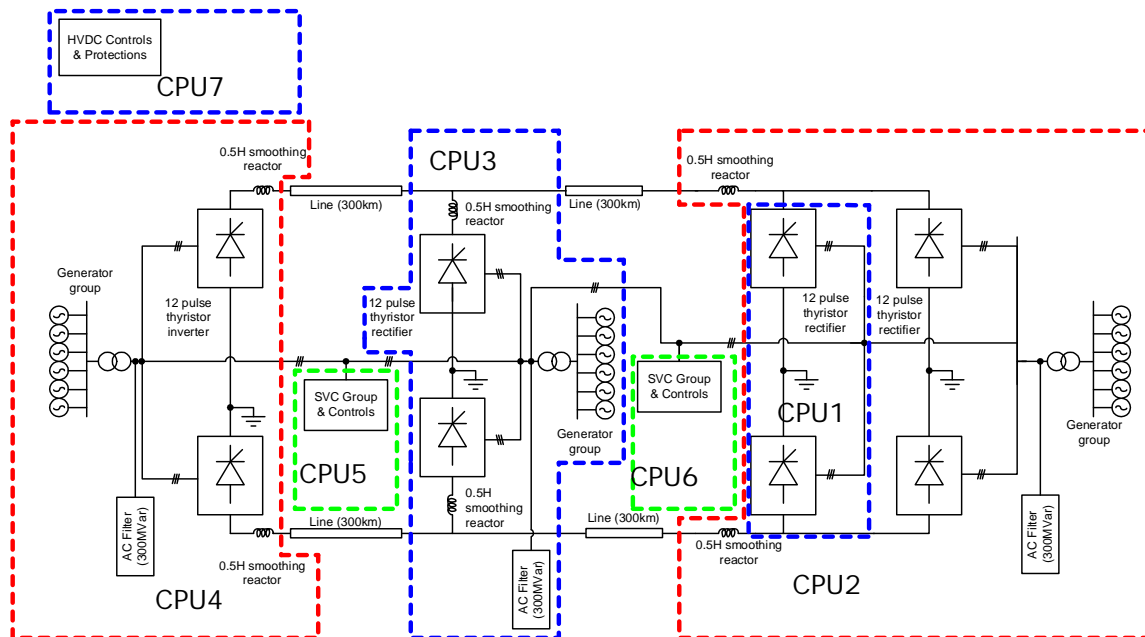 HVDC Controls
& Protections
CPU7
0.5H smoothing
reactor
Line (300km)
CPU3
0.5H smoothing
reactor
Line (300km)
0.5H smoothing
reactor
Generator
group
12 pulse
thyristor
inverter
12 pulse
thyristor
rectifier
12 pulse
thyristor
rectifier
12 pulse
thyristor
rectifier
SVC Group
& Controls
CPU5
SVC Group
& Controls
CPU6
CPU1
Generator
group
Generator
group
0.5H
smoothing
reactor
Line (300km)
Line (300km)
AC Filter
(300MVar)
0.5H smoothing
reactor
CPU4
AC Filter
(300MVar)
0.5H smoothing
reactor
CPU2
AC Filter
(300MVar)